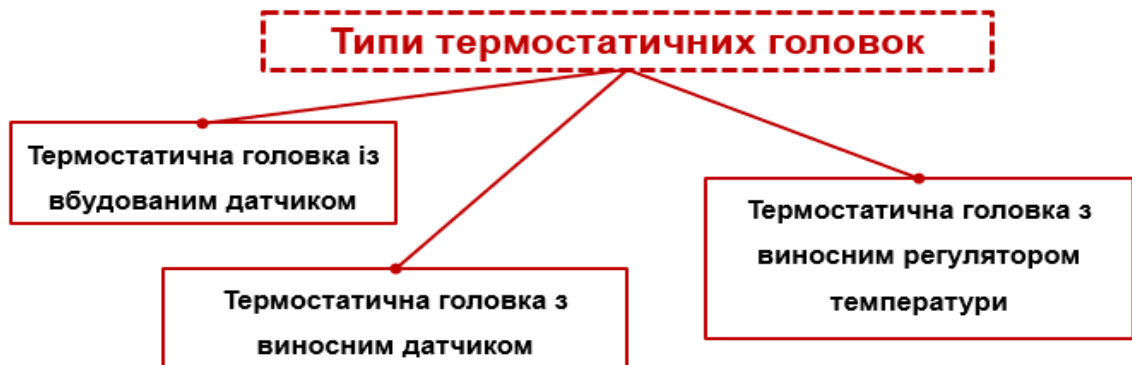 Типи термостатичних головок
Термостатична головка із
вбудованим датчиком
Термостатична головка з
виносним датчиком
Термостатична головка з
виносним регулятором
температури